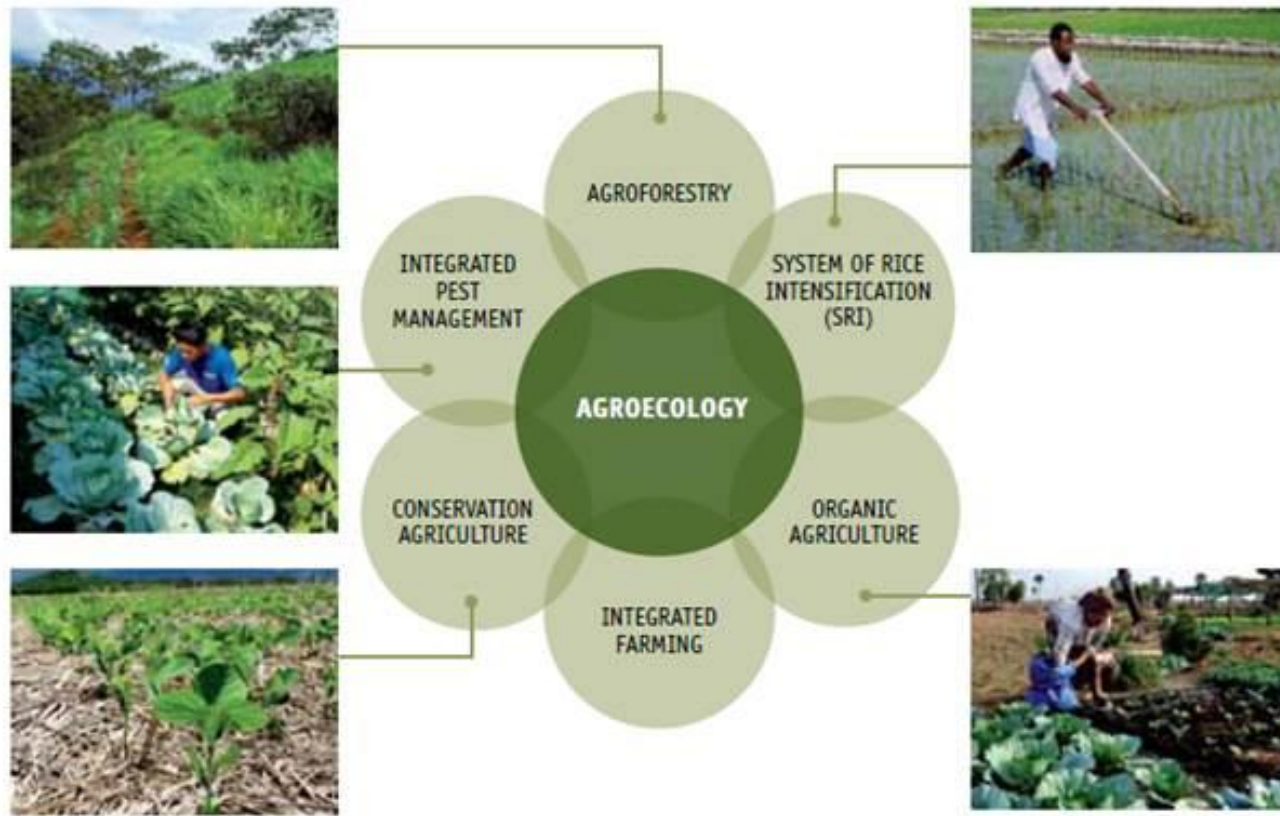 AGROFORESTRY
INTEGRATED
PEST
MANAGEMENT
SYSTEM OF RICE
INTENSIFICATION
(SRI)
AGROECOLOGY
CONSERVATION
AGRICULTURE
ORGANIC
AGRICULTURE
INTEGRATED
FARMING